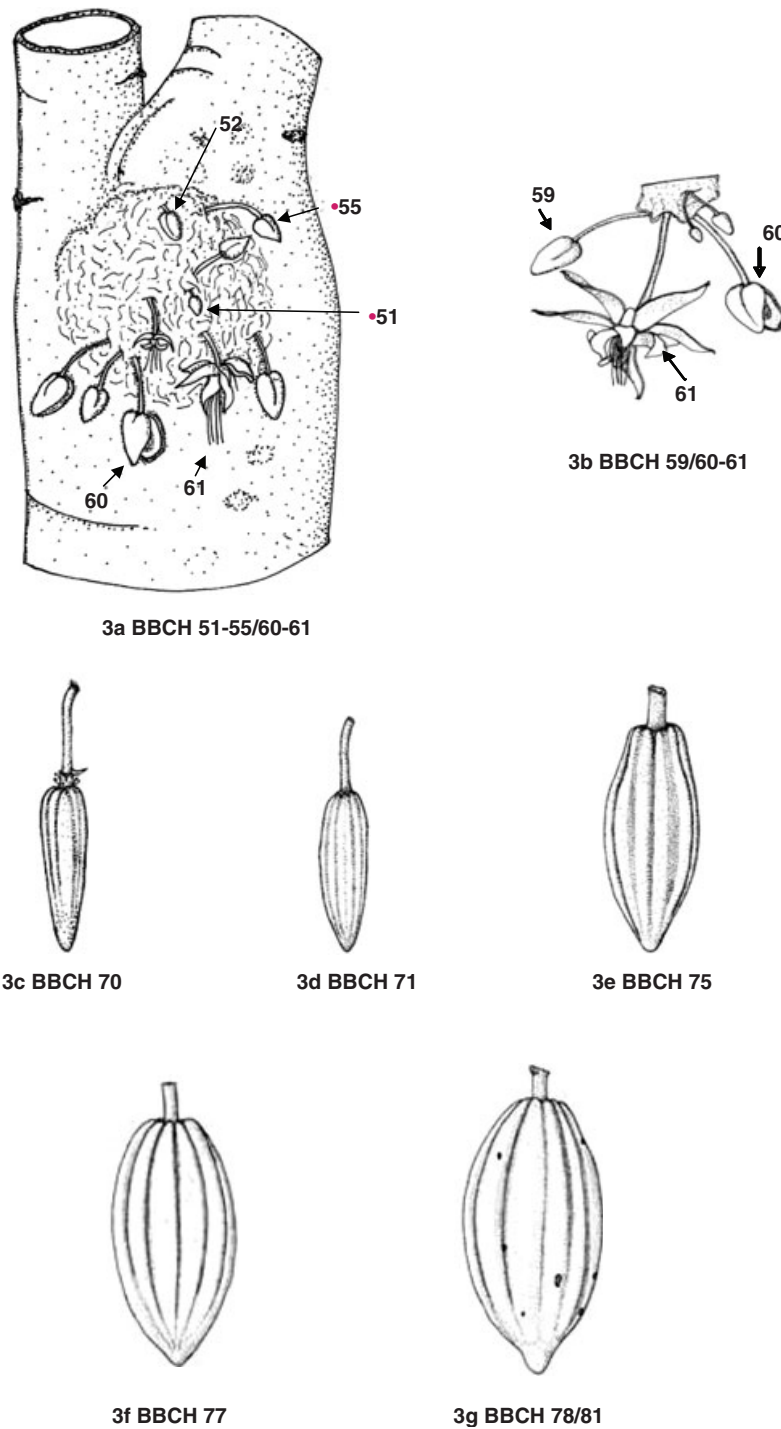 52
•55
•51
60
61
3a BBCH 51-55/60-61
59
60
61
3b BBCH 59/60-61
3c BBCH 70
3d BBCH 71
3e BBCH 75
3f BBCH 77
3g BBCH 78/81